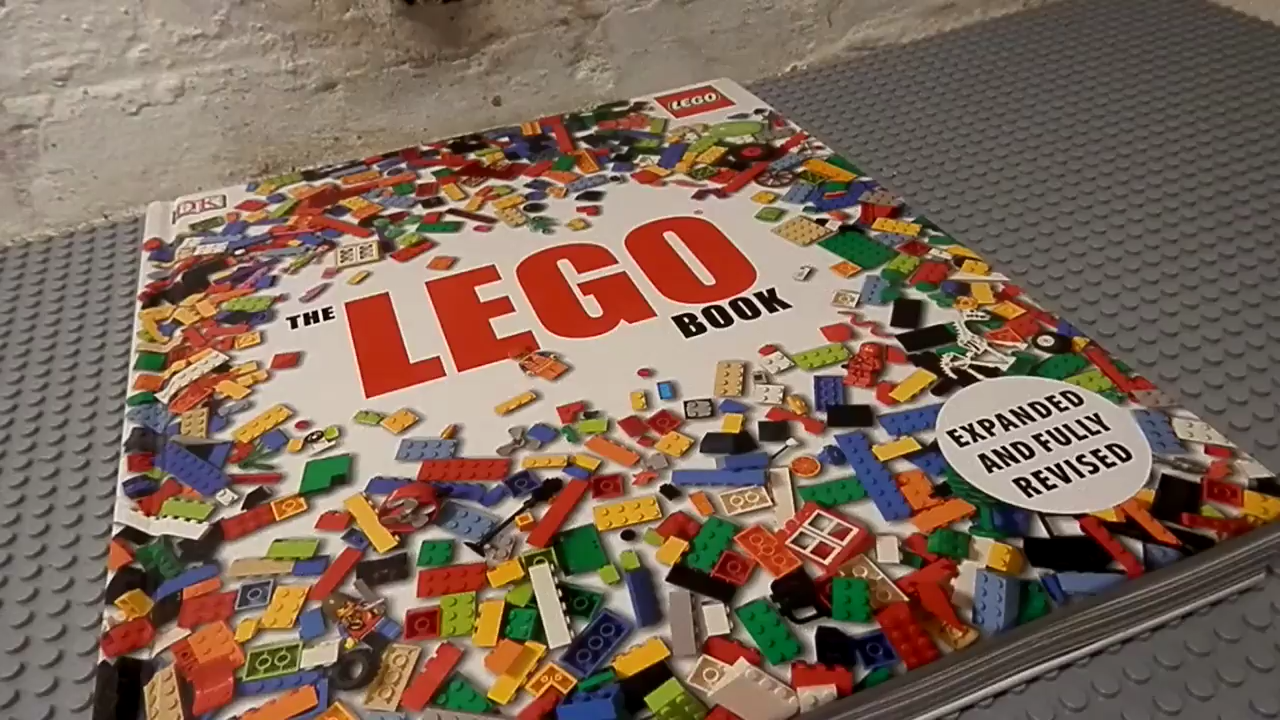 LEGO
DK
THE
LEGO
BOOK
EXPANDED
AND FULLY
REVISED